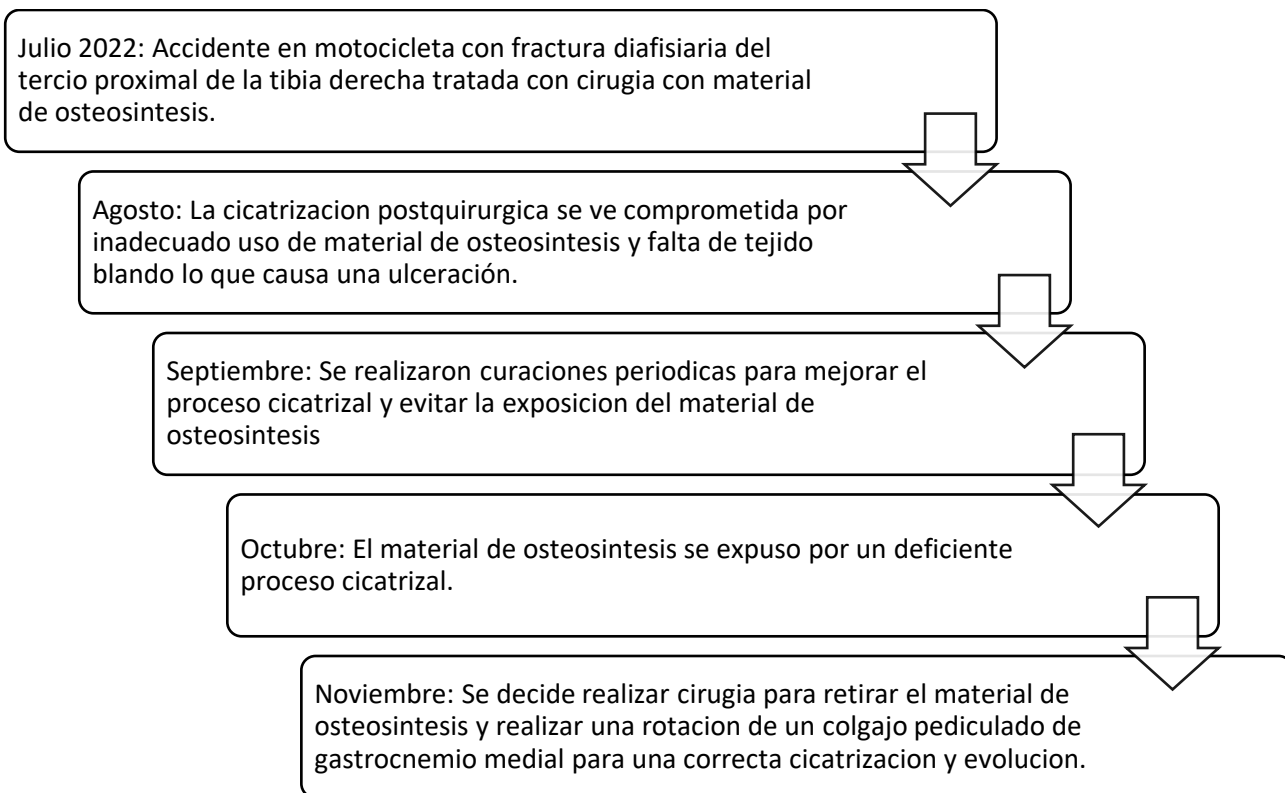 Julio 2022: Accidente en motocicleta con fractura diafisiaria del
tercio proximal de la tibia derecha tratada con cirugia con material
de osteosintesis.
Agosto: La cicatrizacion postquirurgica se ve comprometida por
inadecuado uso de material de osteosintesis y falta de tejido
blando lo que causa una ulceración.
Septiembre: Se realizaron curaciones periodicas para mejorar el
proceso cicatrizal y evitar la exposicion del material de
osteosintesis
Octubre: El material de osteosintesis se expuso por un deficiente
proceso cicatrizal.
Noviembre: Se decide realizar cirugia para retirar el material de
osteosintesis y realizar una rotacion de un colgajo pediculado de
gastrocnemio medial para una correcta cicatrizacion y evolucion.